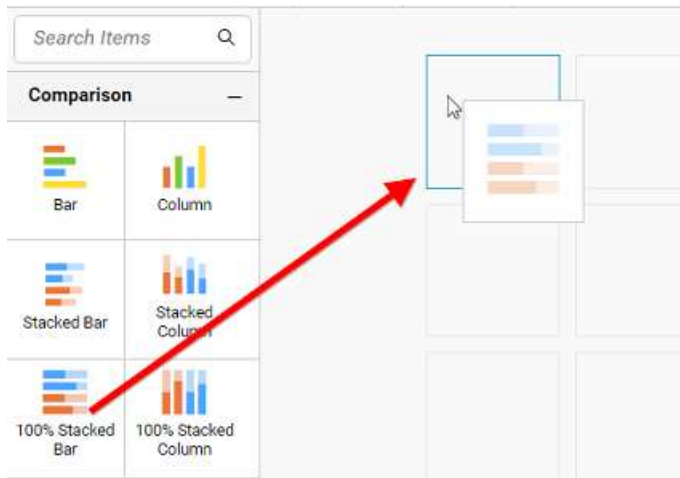 Search Items
Comparison
Bar
Column
Stacked Bar
Stacked
Column
100% Stacked
Bar
100% Stacked
Column